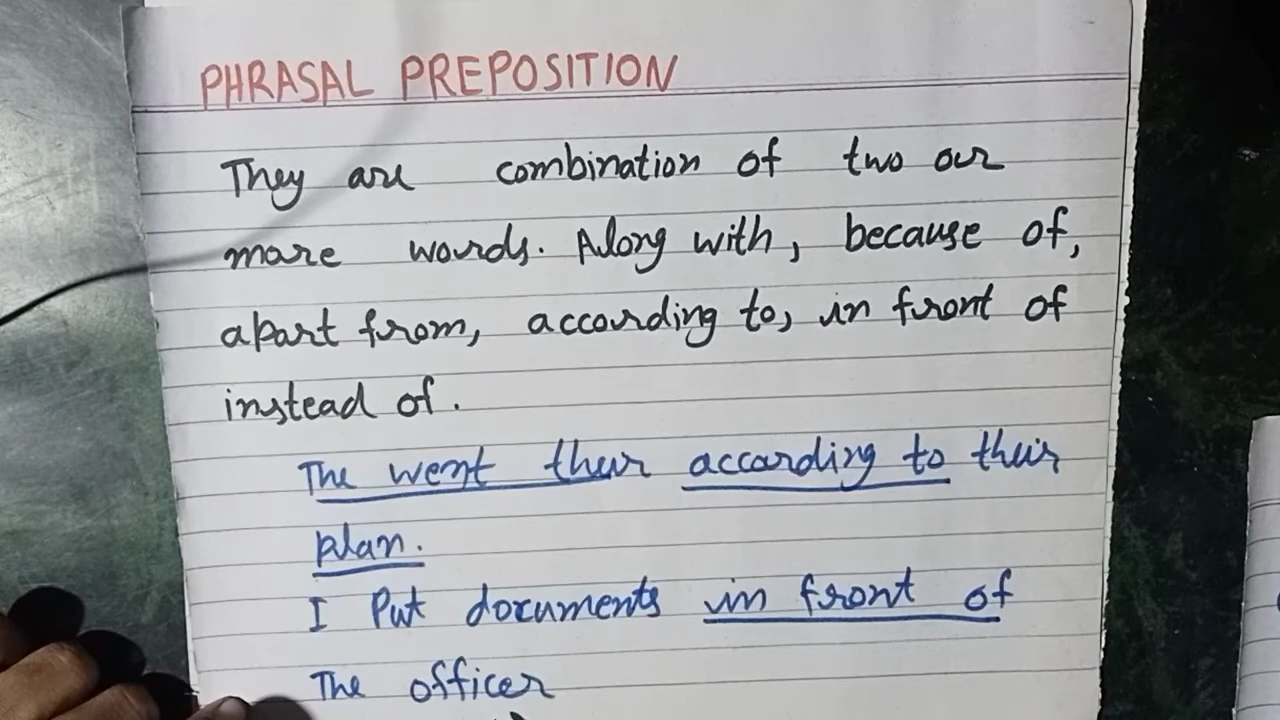 PHRASAL PREPOSITION
They are combination of two our
more words. Along with, because of,
apart from, according to, in front of
instead of.
The went their according to their
plan.
I Put documents in front of
The officer